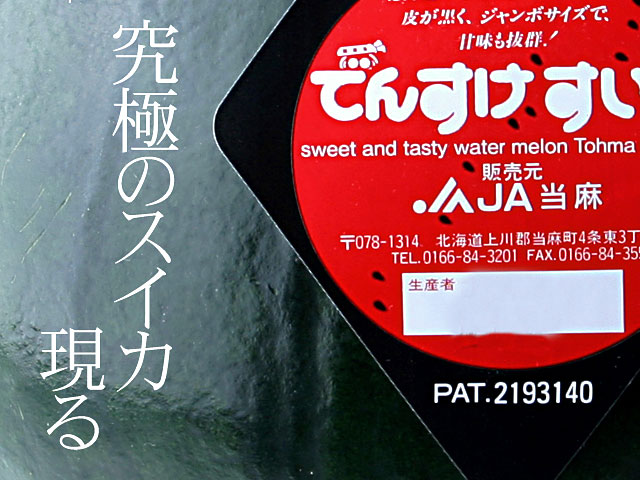 究極のスイカ
現る
皮が黒く、ジャンボサイズで、
甘味も抜群!
でんすけすい
sweet and tasty water melon Tohma
販売元
JA当麻
〒078-1314 北海道上川郡当麻町4条東3丁
TEL.0166-84-3201 FAX.0166-84-355
生産者
PAT.2193140